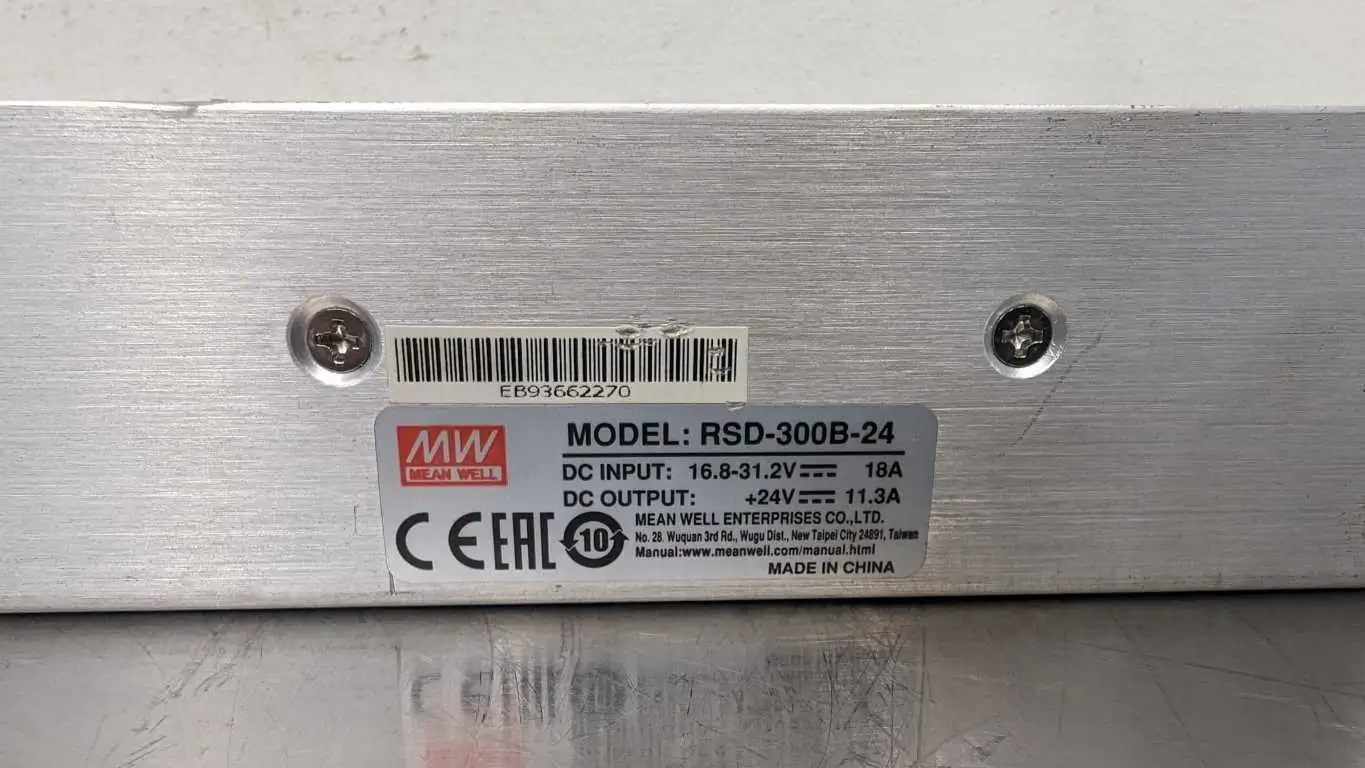 EB93662270
MW
MEAN WELL
MODEL: RSD-300B-24
DC INPUT: 16.8-31.2V⎓ 18A
DC OUTPUT: +24V⎓ 11.3A
CE EAC 10
MEAN WELL ENTERPRISES CO.,LTD.
No. 28. Wuquan 3rd Rd., Wugu Dist., New Taipei City 24891, Taiwan
Manual:www.meanwell.com/manual.html
MADE IN CHINA